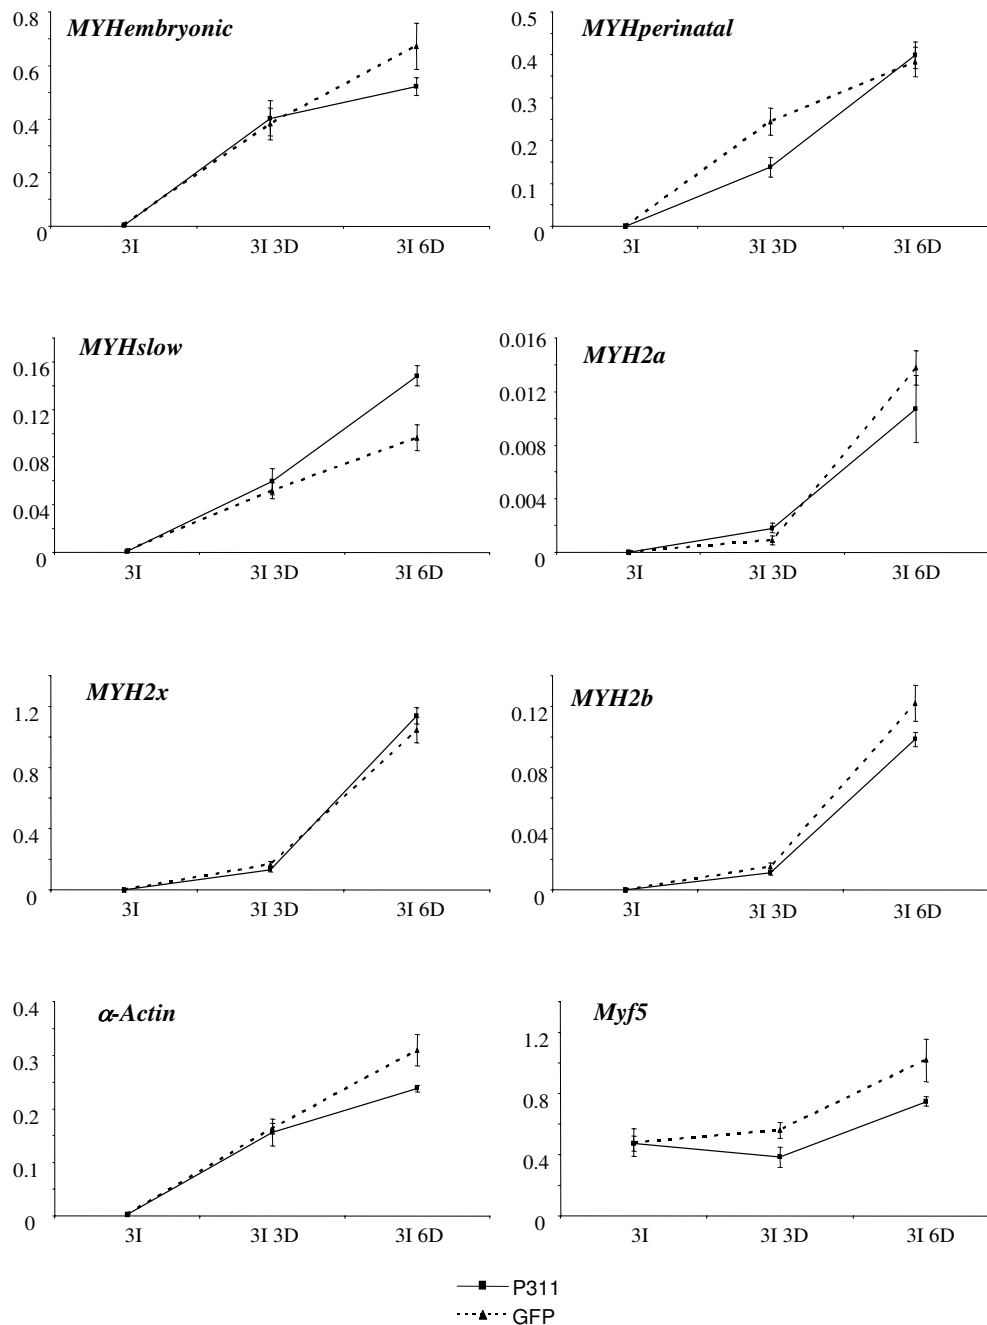 MYHembryonic
0.8
0.6
0.4
0.2
0
3I 3I 3D 3I 6D
MYHperinatal
0.5
0.4
0.3
0.2
0.1
0
3I 3I 3D 3I 6D
MYHslow
0.16
0.12
0.08
0.04
0
3I 3I 3D 3I 6D
MYH2a
0.016
0.012
0.008
0.004
0
3I 3I 3D 3I 6D
MYH2x
1.2
0.8
0.4
0
3I 3I 3D 3I 6D
MYH2b
0.12
0.08
0.04
0
3I 3I 3D 3I 6D
α-Actin
0.4
0.3
0.2
0.1
0
3I 3I 3D 3I 6D
Myf5
1.2
0.8
0.4
0
3I 3I 3D 3I 6D
P311
GFP